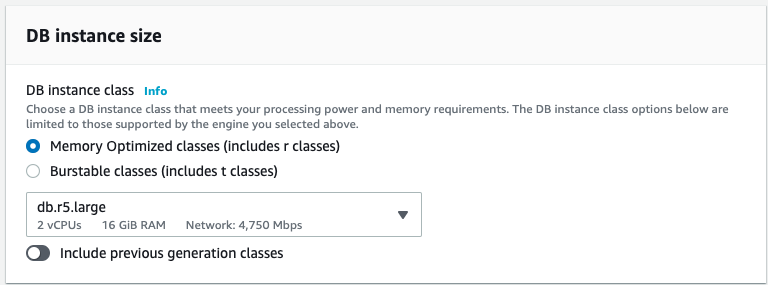 DB instance size
DB instance class Info
Choose a DB instance class that meets your processing power and memory requirements. The DB instance class options below are
limited to those supported by the engine you selected above.
Memory Optimized classes (includes r classes)
Burstable classes (includes t classes)
db.r5.large
2 vCPUs 16 GiB RAM Network: 4,750 Mbps
Include previous generation classes